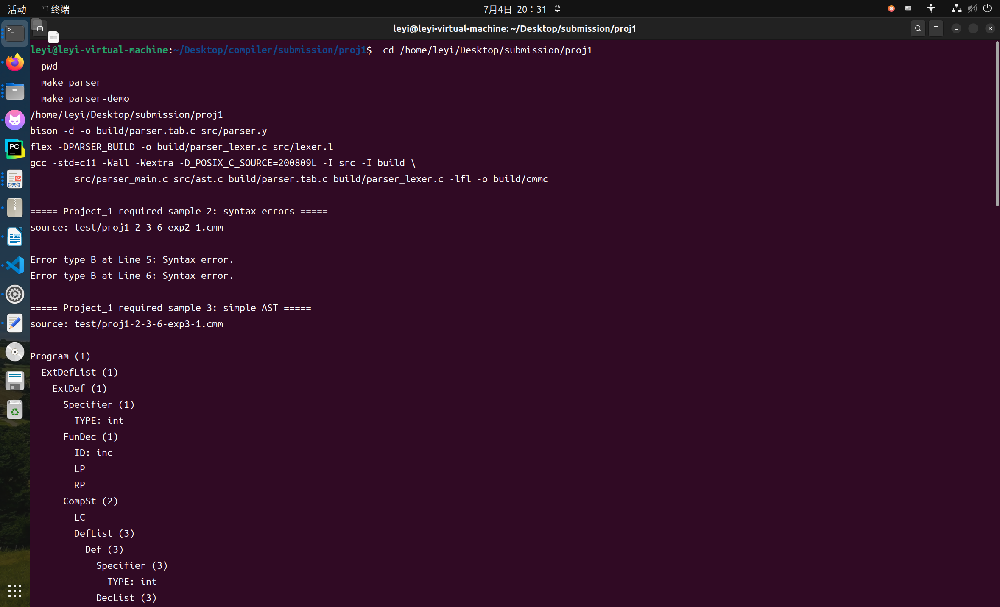 活动 终端 7月4日 20：31
leyi@leyi-virtual-machine: ~/Desktop/submission/proj1
leyi@leyi-virtual-machine:~/Desktop/compiler/submission/proj1$  cd /home/leyi/Desktop/submission/proj1
  pwd
  make parser
  make parser-demo
/home/leyi/Desktop/submission/proj1
bison -d -o build/parser.tab.c src/parser.y
flex -DPARSER_BUILD -o build/parser_lexer.c src/lexer.l
gcc -std=c11 -Wall -Wextra -D_POSIX_C_SOURCE=200809L -I src -I build \
        src/parser_main.c src/ast.c build/parser.tab.c build/parser_lexer.c -lfl -o build/cmmc
===== Project_1 required sample 2: syntax errors =====
source: test/proj1-2-3-6-exp2-1.cmm
Error type B at Line 5: Syntax error.
Error type B at Line 6: Syntax error.
===== Project_1 required sample 3: simple AST =====
source: test/proj1-2-3-6-exp3-1.cmm
Program (1)
  ExtDefList (1)
    ExtDef (1)
      Specifier (1)
        TYPE: int
      FunDec (1)
        ID: inc
        LP
        RP
      CompSt (2)
        LC
        DefList (3)
          Def (3)
            Specifier (3)
              TYPE: int
            DecList (3)
PC